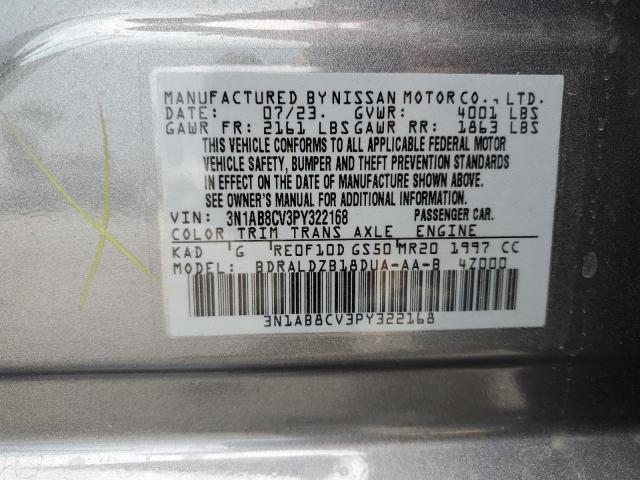 MANUFACTURED BY NISSAN MOTOR CO., LTD.
DATE: 07/23. GVWR: 4001 LBS
GAWR FR: 2161 LBS GAWR RR: 1863 LBS
THIS VEHICLE CONFORMS TO ALL APPLICABLE FEDERAL MOTOR
VEHICLE SAFETY, BUMPER AND THEFT PREVENTION STANDARDS
IN EFFECT ON THE DATE OF MANUFACTURE SHOWN ABOVE.
SEE OWNER'S MANUAL FOR ADDITIONAL INFORMATION
VIN: 3N1AB8CV3PY322168 PASSENGER CAR.
COLOR TRIM TRANS AXLE ENGINE
KAD G RE0F10D GS50 MR20 1997 CC
MODEL: BDRALDZB18DUA-AA-B 4Z000
3N1AB8CV3PY322168